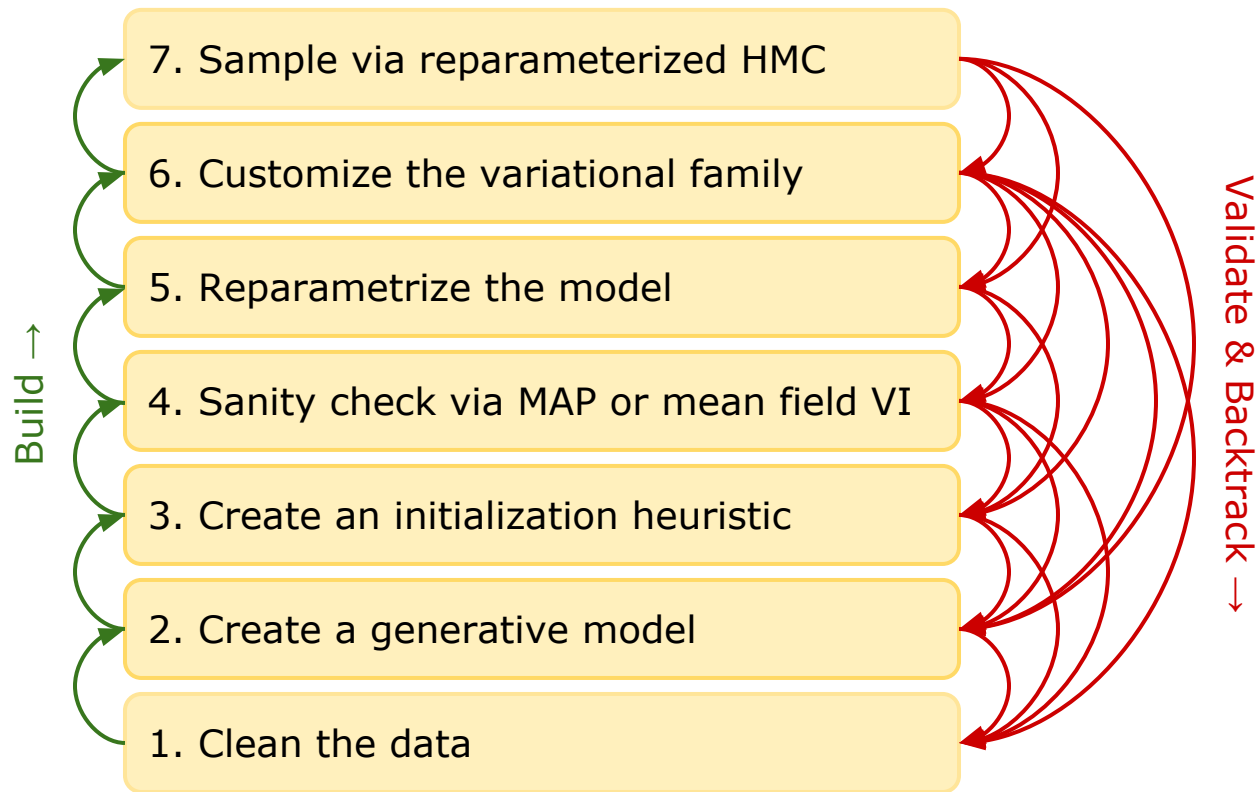 7. Sample via reparameterized HMC
6. Customize the variational family
5. Reparametrize the model
4. Sanity check via MAP or mean field VI
3. Create an initialization heuristic
2. Create a generative model
1. Clean the data
Build →
Validate & Backtrack →